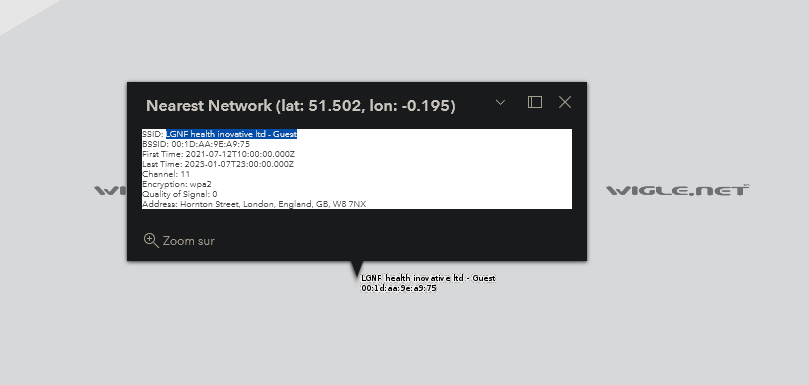 Nearest Network (lat: 51.502, lon: -0.195)
SSID: LGNF health inovative ltd - Guest
BSSID: 00:1D:AA:9E:A9:75
First Time: 2021-07-12T10:00:00.000Z
Last Time: 2023-01-07T23:00:00.000Z
Channel: 11
Encryption: wpa2
Quality of Signal: 0
Address: Hornton Street, London, England, GB, W8 7NX
WIGLE.NET
Zoom sur
LGNF health inovative ltd - Guest
00:1d:aa:9e:a9:75